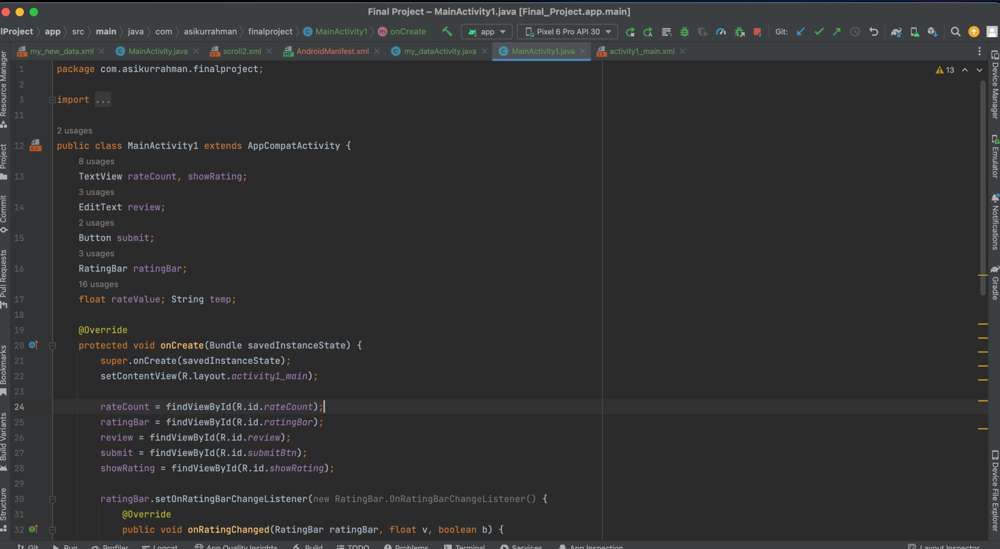 Final Project – MainActivity1.java [Final_Project.app.main]
lProject app src main java com asikurrahman finalproject MainActivity1 onCreate app Pixel 6 Pro API 30 Git:
my_new_data.xml MainActivity.java scroll2.xml AndroidManifest.xml my_dataActivity.java MainActivity1.java activity1_main.xml
1 package com.asikurrahman.finalproject;
13
2
3 import ...
11
2 usages
12 public class MainActivity1 extends AppCompatActivity {
8 usages
13 TextView rateCount, showRating;
3 usages
14 EditText review;
2 usages
15 Button submit;
3 usages
16 RatingBar ratingBar;
16 usages
17 float rateValue; String temp;
18
19 @Override
20 protected void onCreate(Bundle savedInstanceState) {
21 super.onCreate(savedInstanceState);
22 setContentView(R.layout.activity1_main);
23
24 rateCount = findViewById(R.id.rateCount);
25 ratingBar = findViewById(R.id.ratingBar);
26 review = findViewById(R.id.review);
27 submit = findViewById(R.id.submitBtn);
28 showRating = findViewById(R.id.showRating);
29
30 ratingBar.setOnRatingBarChangeListener(new RatingBar.OnRatingBarChangeListener() {
31 @Override
32 public void onRatingChanged(RatingBar ratingBar, float v, boolean b) {
Resource Manager
Project
Commit
Pull Requests
Bookmarks
Build Variants
Structure
Device Manager
Emulator
Notifications
Gradle
Device File Explorer
Git Run Profiler Logcat App Quality Insights Build TODO Problems Terminal Services App Inspection Layout Inspector